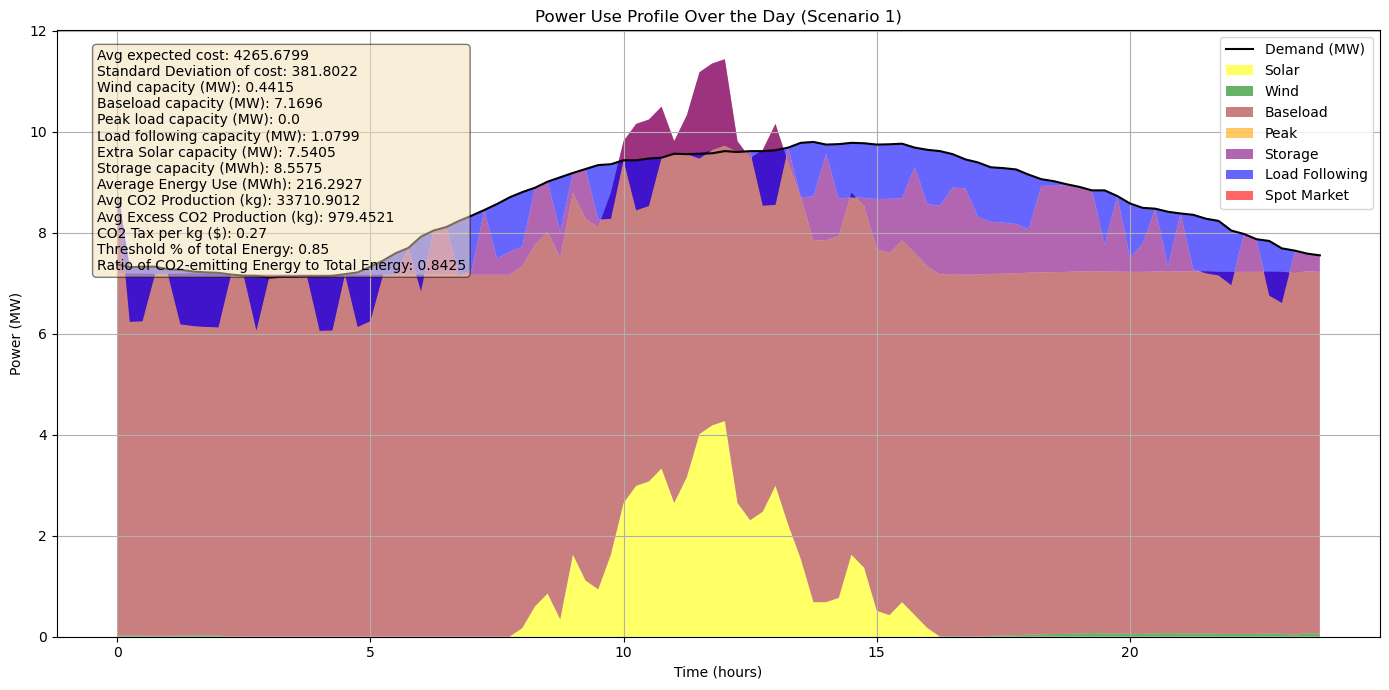 Power Use Profile Over the Day (Scenario 1)
Avg expected cost: 4265.6799
Standard Deviation of cost: 381.8022
Wind capacity (MW): 0.4415
Baseload capacity (MW): 7.1696
Peak load capacity (MW): 0.0
Load following capacity (MW): 1.0799
Extra Solar capacity (MW): 7.5405
Storage capacity (MW): 8.5575
Average Energy Use (MWh): 216.2927
Avg CO2 Production (kg): 33710.9012
Avg Excess CO2 Production (kg): 979.4521
CO2 Tax per kg ($): 0.27
Threshold % of total Energy: 0.85
Ratio of CO2-emitting Energy to Total Energy: 0.8425
Demand (MW)
Solar
Wind
Baseload
Peak
Storage
Load Following
Spot Market
12
10
8
6
4
2
0
Power (MW)
0
5
10
15
20
Time (hours)